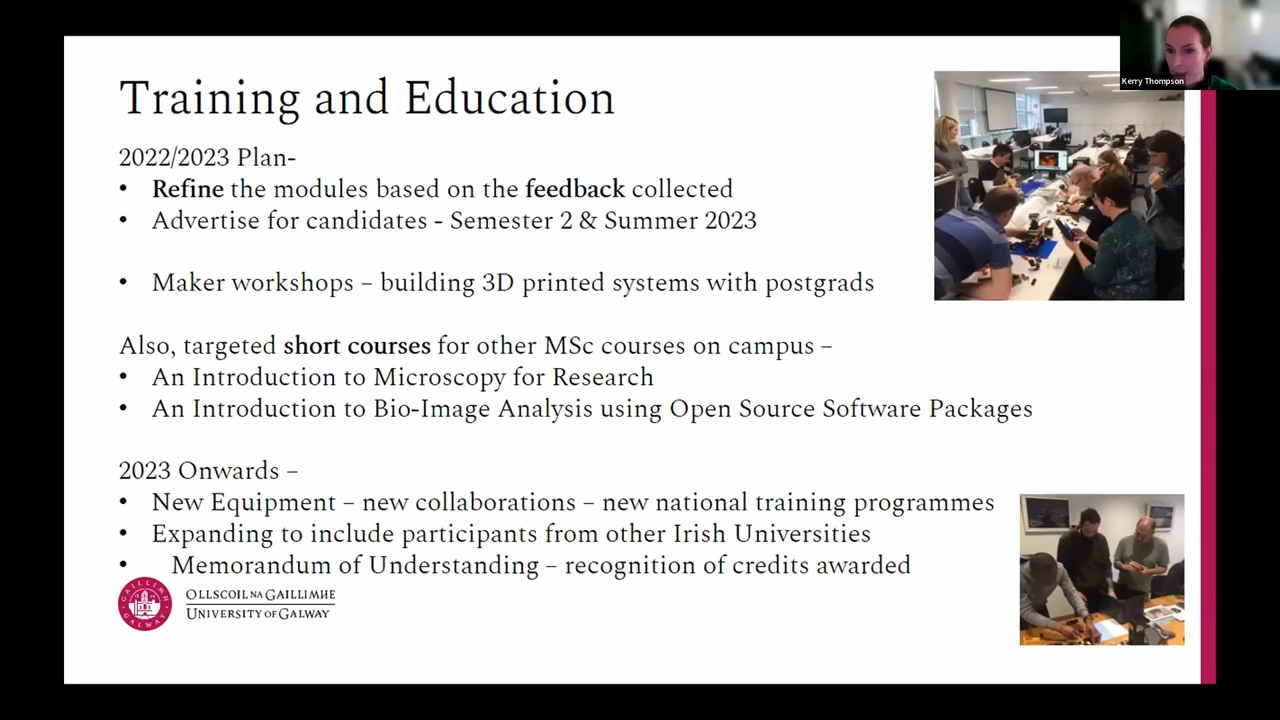 Kerry Thompson
Training and Education
2022/2023 Plan-
• Refine the modules based on the feedback collected
• Advertise for candidates - Semester 2 & Summer 2023
• Maker workshops – building 3D printed systems with postgrads
Also, targeted short courses for other MSc courses on campus –
• An Introduction to Microscopy for Research
• An Introduction to Bio-Image Analysis using Open Source Software Packages
2023 Onwards –
• New Equipment – new collaborations – new national training programmes
• Expanding to include participants from other Irish Universities
• Memorandum of Understanding – recognition of credits awarded
GAILLIMH
GALWAY
OLLSCOIL NA GAILLIMHE
UNIVERSITY OF GALWAY